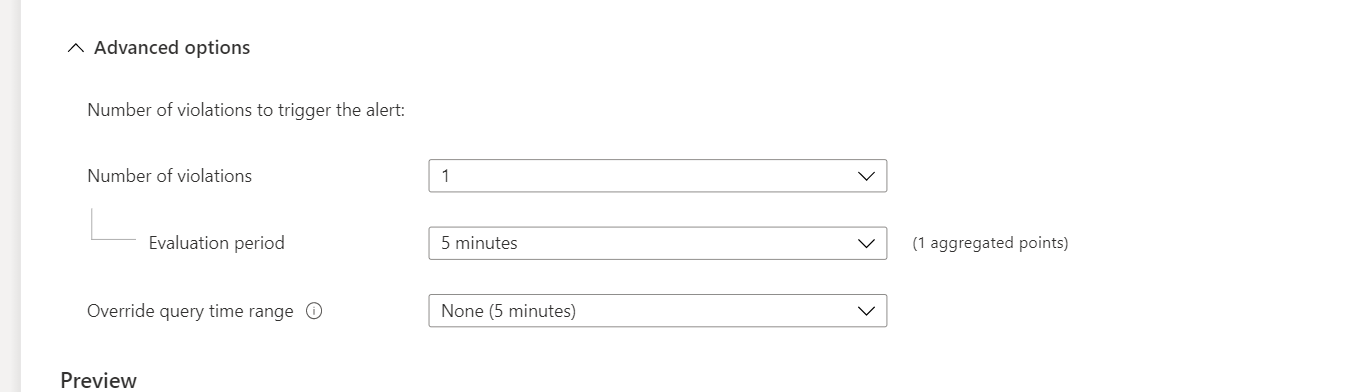 Advanced options
Number of violations to trigger the alert:
Number of violations 1
Evaluation period 5 minutes (1 aggregated points)
Override query time range None (5 minutes)
Preview